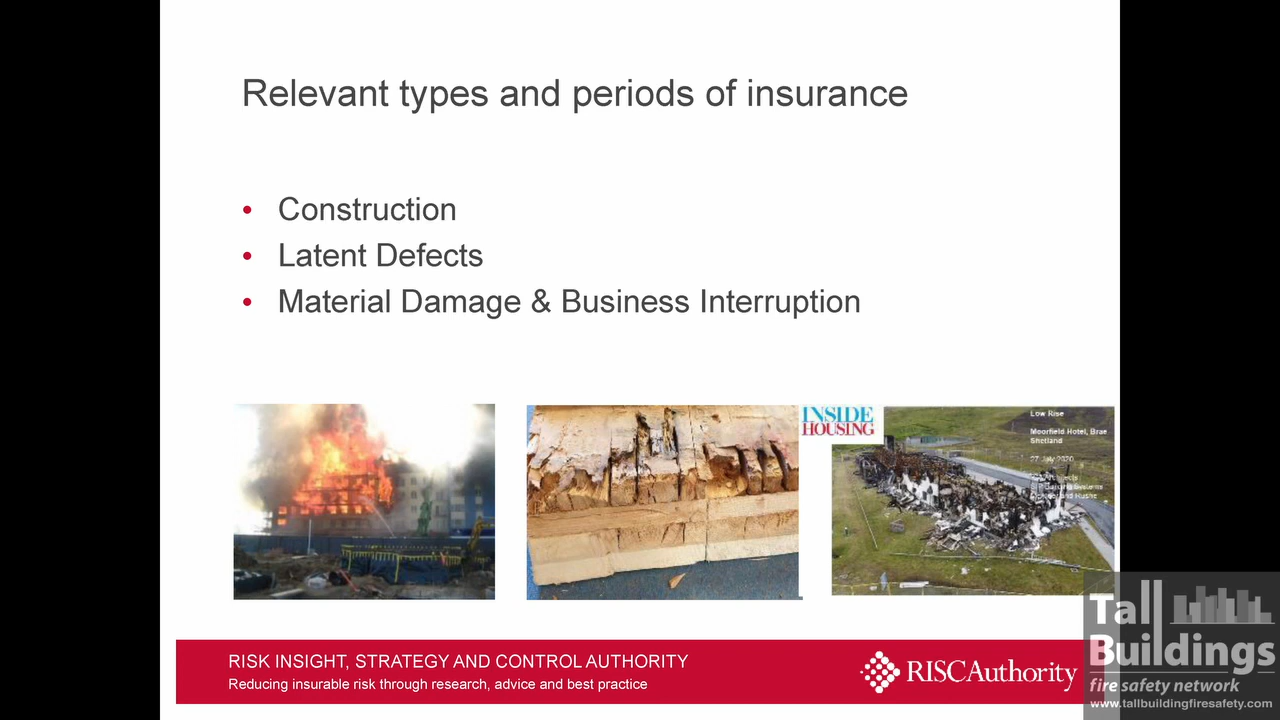 Relevant types and periods of insurance
• Construction
• Latent Defects
• Material Damage & Business Interruption
INSIDE
HOUSING
Low Rise
Moorfield Hotel, Brae
Shetland
27 July 2020
RISK INSIGHT, STRATEGY AND CONTROL AUTHORITY
Reducing insurable risk through research, advice and best practice
RISCAuthority
Tall
Buildings
fire safety network
www.tallbuildingfiresafety.com